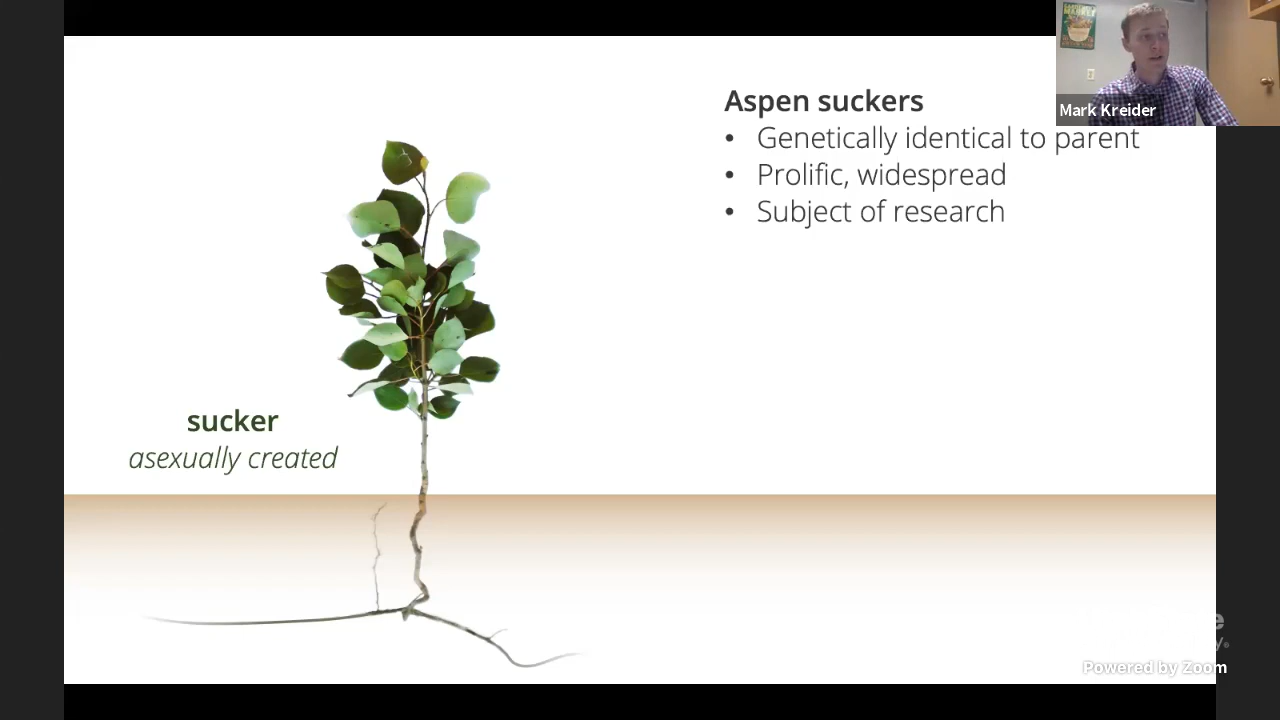 Aspen suckers
• Genetically identical to parent
• Prolific, widespread
• Subject of research
Mark Kreider
sucker
asexually created
Powered by Zoom